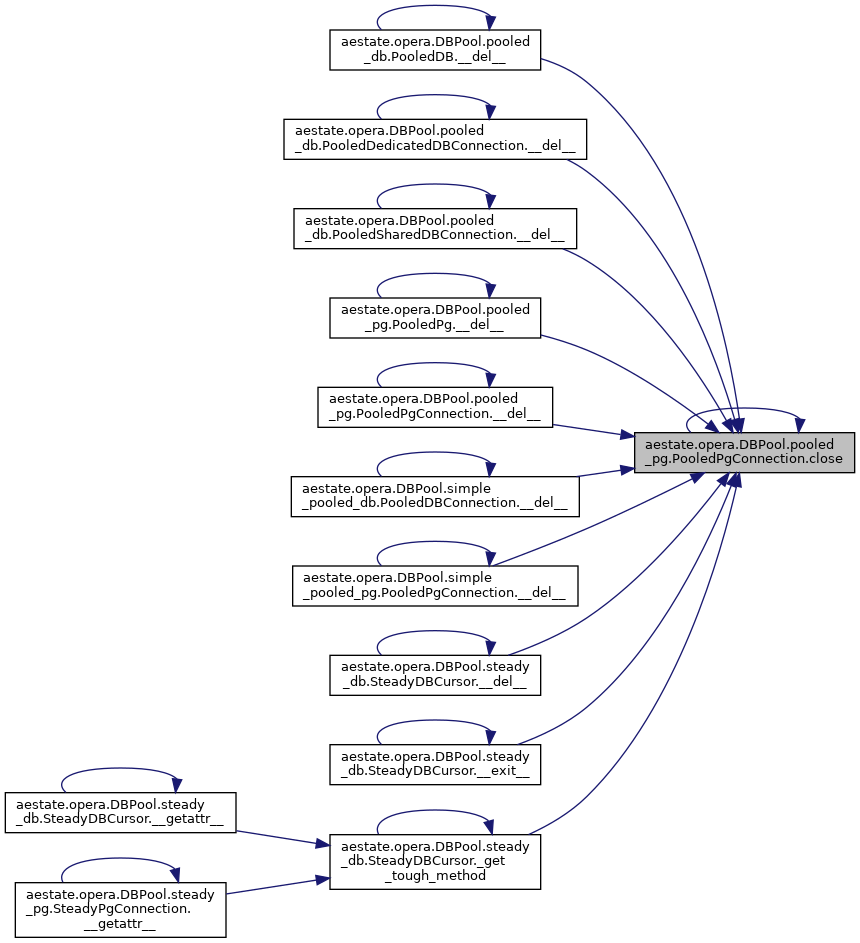 aestate.opera.DBPool.pooled
_db.PooledDB.__del__
aestate.opera.DBPool.pooled
_db.PooledDedicatedDBConnection.__del__
aestate.opera.DBPool.pooled
_db.PooledSharedDBConnection.__del__
aestate.opera.DBPool.pooled
_pg.PooledPg.__del__
aestate.opera.DBPool.pooled
_pg.PooledPgConnection.__del__
aestate.opera.DBPool.pooled
_pg.PooledPgConnection.close
aestate.opera.DBPool.simple
_pooled_db.PooledDBConnection.__del__
aestate.opera.DBPool.simple
_pooled_pg.PooledPgConnection.__del__
aestate.opera.DBPool.steady
_db.SteadyDBCursor.__del__
aestate.opera.DBPool.steady
_db.SteadyDBCursor.__exit__
aestate.opera.DBPool.steady
_db.SteadyDBCursor.__getattr__
aestate.opera.DBPool.steady
_db.SteadyDBCursor._get
_tough_method
aestate.opera.DBPool.steady
_pg.SteadyPgConnection.
__getattr__